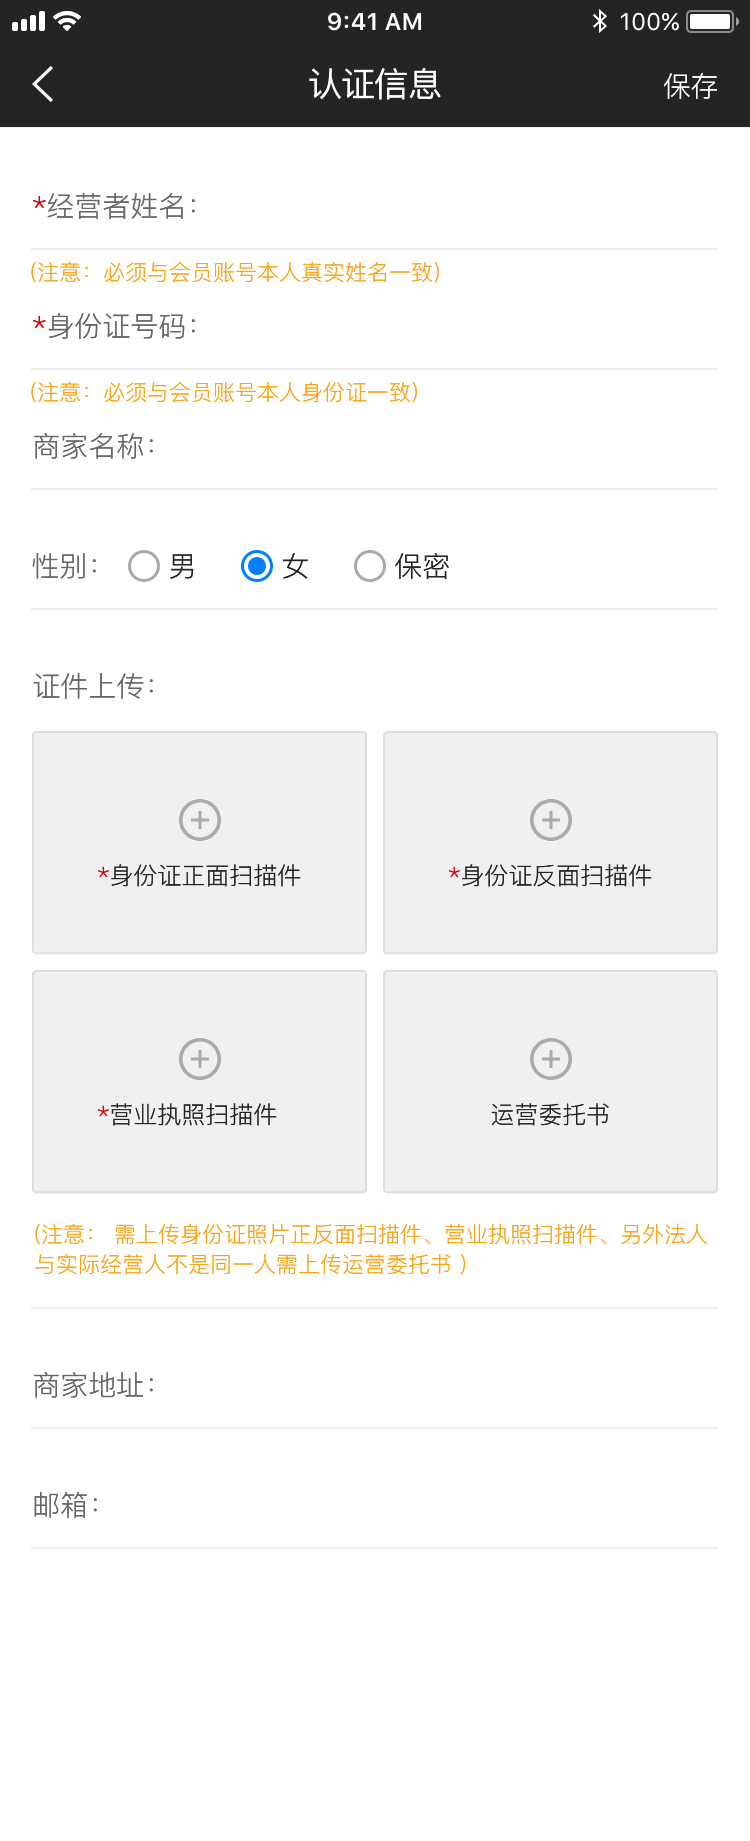 9:41 AM 100%
认证信息 保存
*经营者姓名：
(注意：必须与会员账号本人真实姓名一致)
*身份证号码：
(注意：必须与会员账号本人身份证一致)
商家名称：
性别： 男 女 保密
证件上传：
*身份证正面扫描件 *身份证反面扫描件
*营业执照扫描件 运营委托书
(注意： 需上传身份证照片正反面扫描件、营业执照扫描件、另外法人
与实际经营人不是同一人需上传运营委托书 )
商家地址：
邮箱：